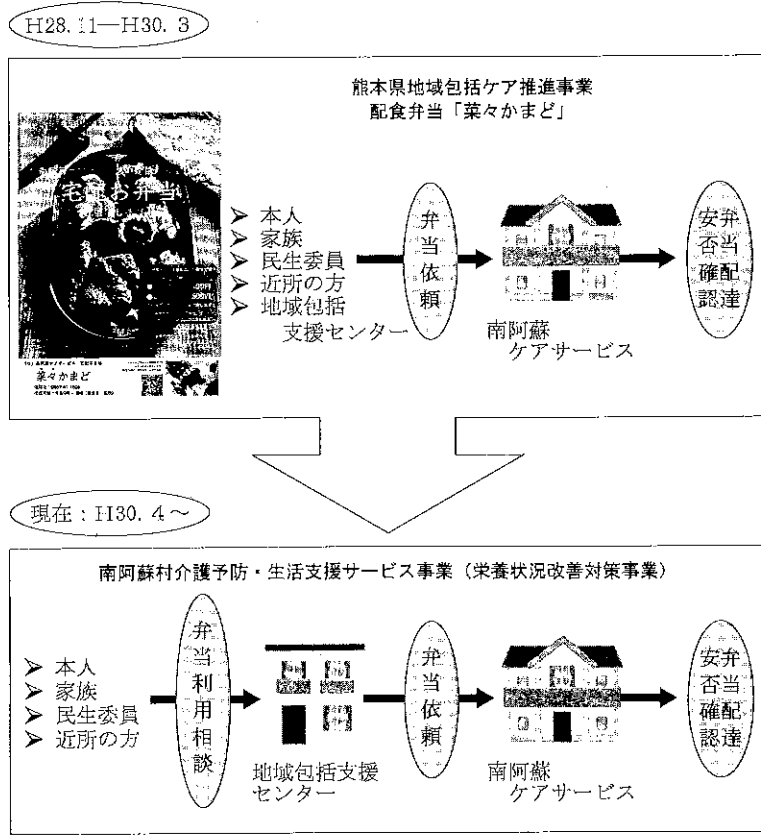 H28.11―H30.3
熊本県地域包括ケア推進事業
配食弁当「菜々かまど」
宅配お弁当
菜々かまど
➤ 本人
➤ 家族
➤ 民生委員
➤ 近所の方
➤ 地域包括
支援センター
弁当依頼
南阿蘇
ケアサービス
弁当配達
安否確認
現在：H30.4～
南阿蘇村介護予防・生活支援サービス事業（栄養状況改善対策事業）
➤ 本人
➤ 家族
➤ 民生委員
➤ 近所の方
弁当利用相談
地域包括支援
センター
弁当依頼
南阿蘇
ケアサービス
弁当配達
安否確認